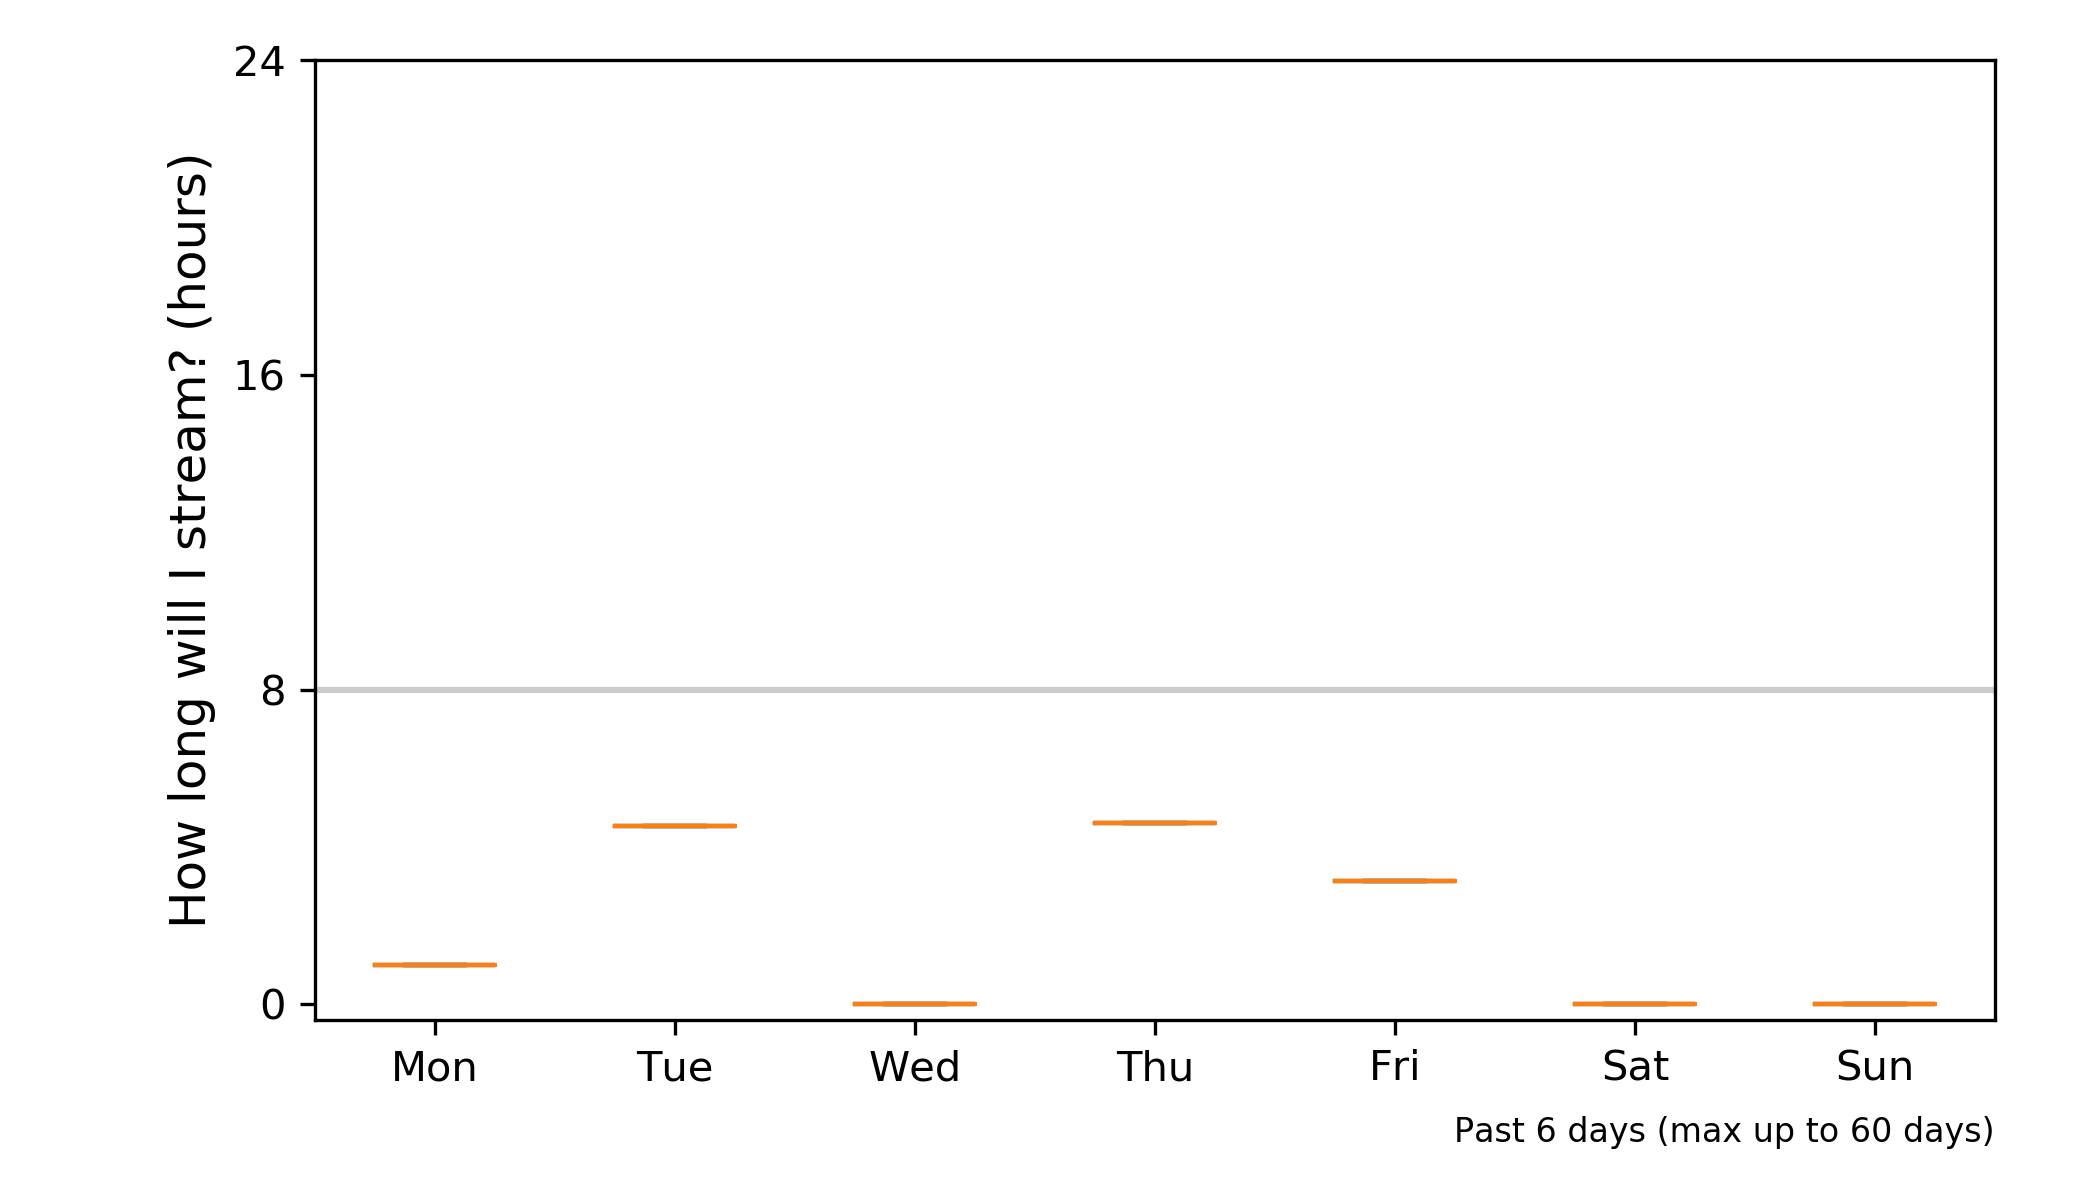 How long will I stream? (hours)
24
16
8
0
Mon Tue Wed Thu Fri Sat Sun
Past 6 days (max up to 60 days)